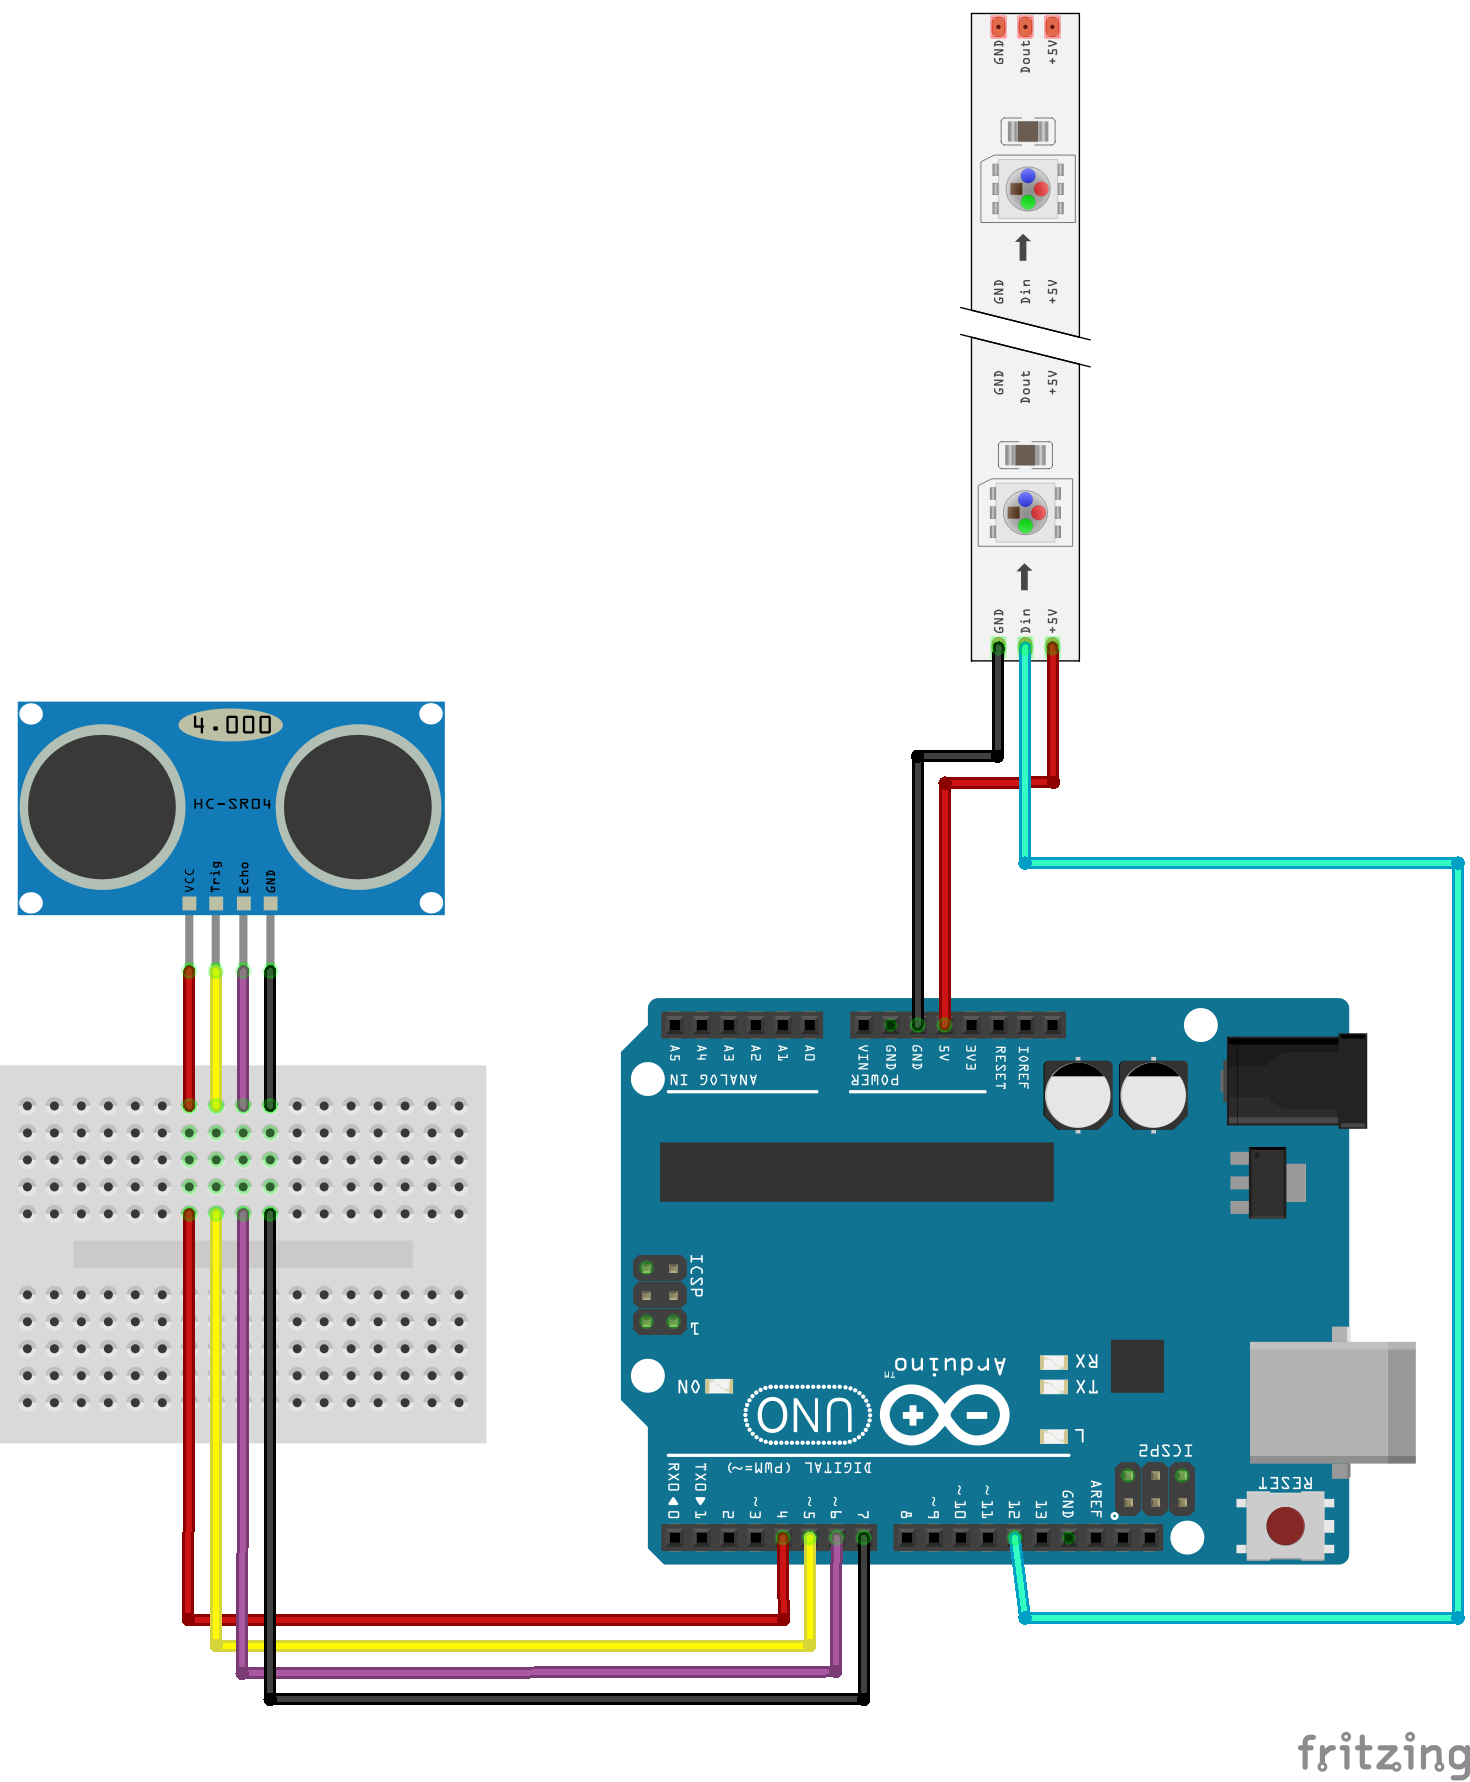 GND Dout +5V
GND Din +5V
GND Dout +5V
GND Din +5V
4.000
HC-SR04
VCC Trig Echo GND
A5 A4 A3 A2 A1 A0
ANALOG IN
VIN GND GND 5V 3V3 RESET IOREF
POWER
ICSP
1
Arduino
TM
RX
TX
ON
UNO
L
ICSP2
DIGITAL (PWM=~)
RX0 ◀ 0
TX0 ▶ 1
2
~3
4
~5
~6
7
8
~9
~10
~11
12
13
GND
AREF
RESET
fritzing